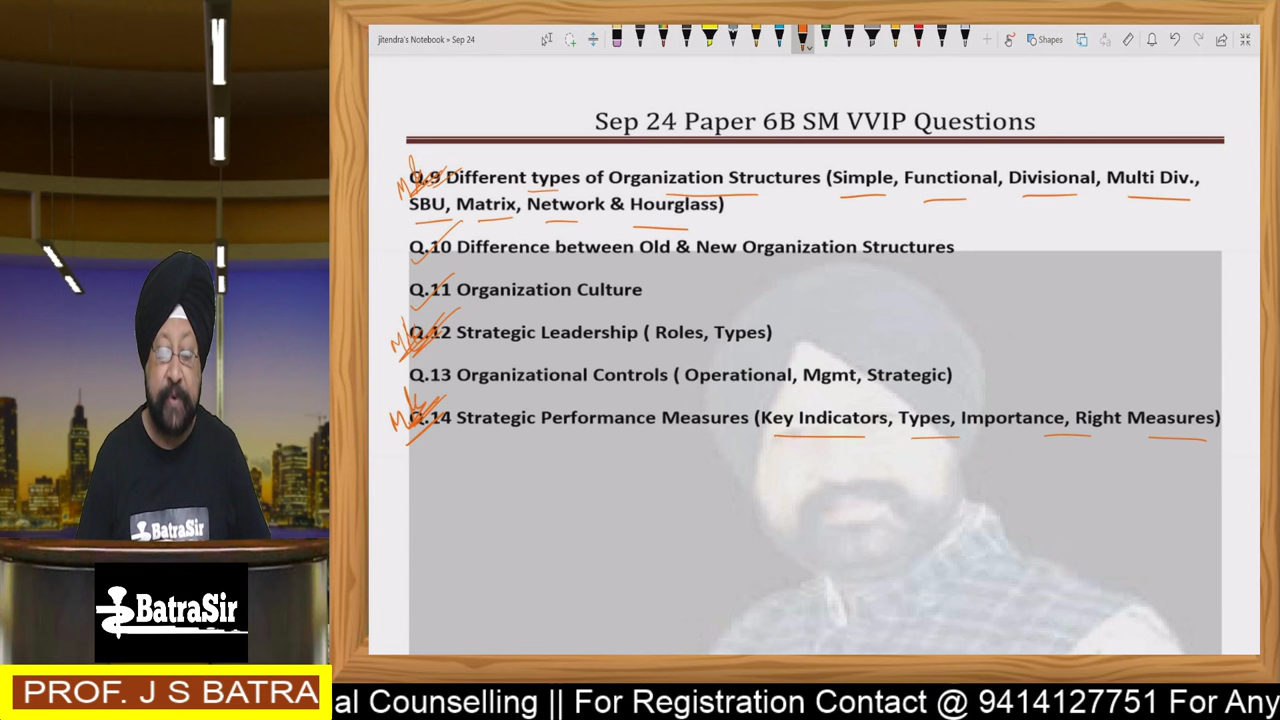 jitendra's Notebook » Sep 24
Shapes
Sep 24 Paper 6B SM VVIP Questions
Q.9 Different types of Organization Structures (Simple, Functional, Divisional, Multi Div.,
SBU, Matrix, Network & Hourglass)
Q.10 Difference between Old & New Organization Structures
Q.11 Organization Culture
Q.12 Strategic Leadership ( Roles, Types)
Q.13 Organizational Controls ( Operational, Mgmt, Strategic)
Q.14 Strategic Performance Measures (Key Indicators, Types, Importance, Right Measures)
BatraSir
BatraSir
PROF. J S BATRA
al Counselling || For Registration Contact @ 9414127751 For Any